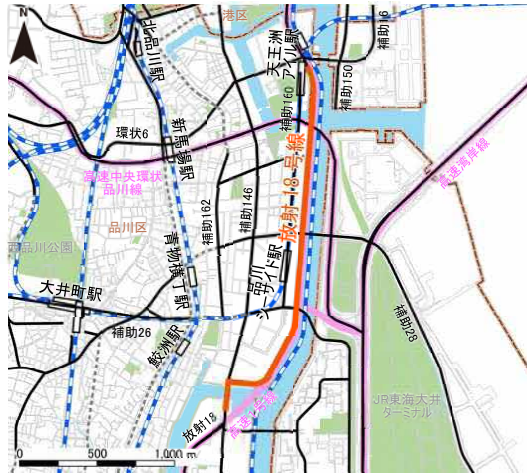 N
港区
北品川駅
天王洲
アイル駅
補助16
補助160
補助150
環状6
新馬場駅
高速湾岸線
高速中央環状
品川線
品川区
補助162
補助146
放射18号線
西品川公園
青物横丁駅
品川
シーサイド駅
大井町駅
補助26
鮫洲駅
補助28
JR東海大井
ターミナル
放射18
高速1号線
0
500
1,000 m